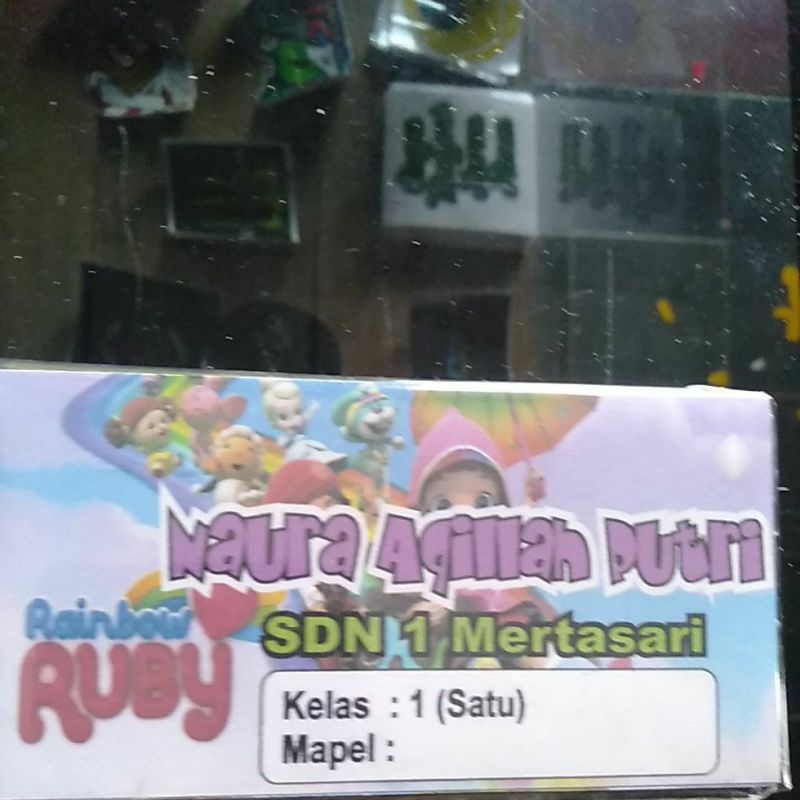 Naura Aqillah Putri
Rainbow
RUBY
SDN 1 Mertasari
Kelas : 1 (Satu)
Mapel :